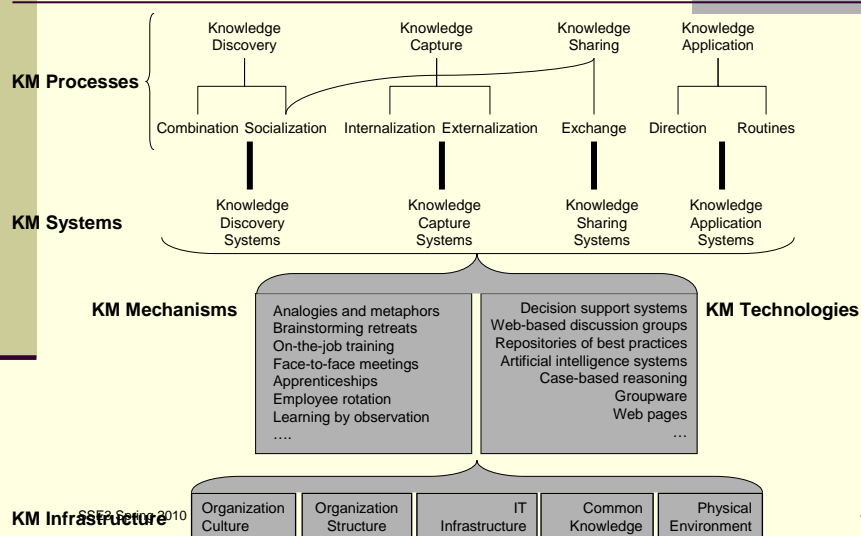 Knowledge
Discovery
Knowledge
Capture
Knowledge
Sharing
Knowledge
Application
KM Processes
Combination Socialization
Internalization Externalization
Exchange
Direction
Routines
KM Systems
Knowledge
Discovery
Systems
Knowledge
Capture
Systems
Knowledge
Sharing
Systems
Knowledge
Application
Systems
KM Mechanisms
Analogies and metaphors
Brainstorming retreats
On-the-job training
Face-to-face meetings
Apprenticeships
Employee rotation
Learning by observation
….
Decision support systems
Web-based discussion groups
Repositories of best practices
Artificial intelligence systems
Case-based reasoning
Groupware
Web pages
…
KM Technologies
KM Infrastructure
SSE3 Spring 2010
Organization
Culture
Organization
Structure
IT
Infrastructure
Common
Knowledge
Physical
Environment